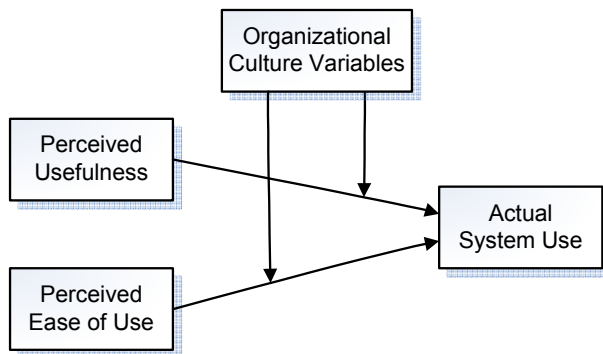 Organizational
Culture Variables
Perceived
Usefulness
Actual
System Use
Perceived
Ease of Use